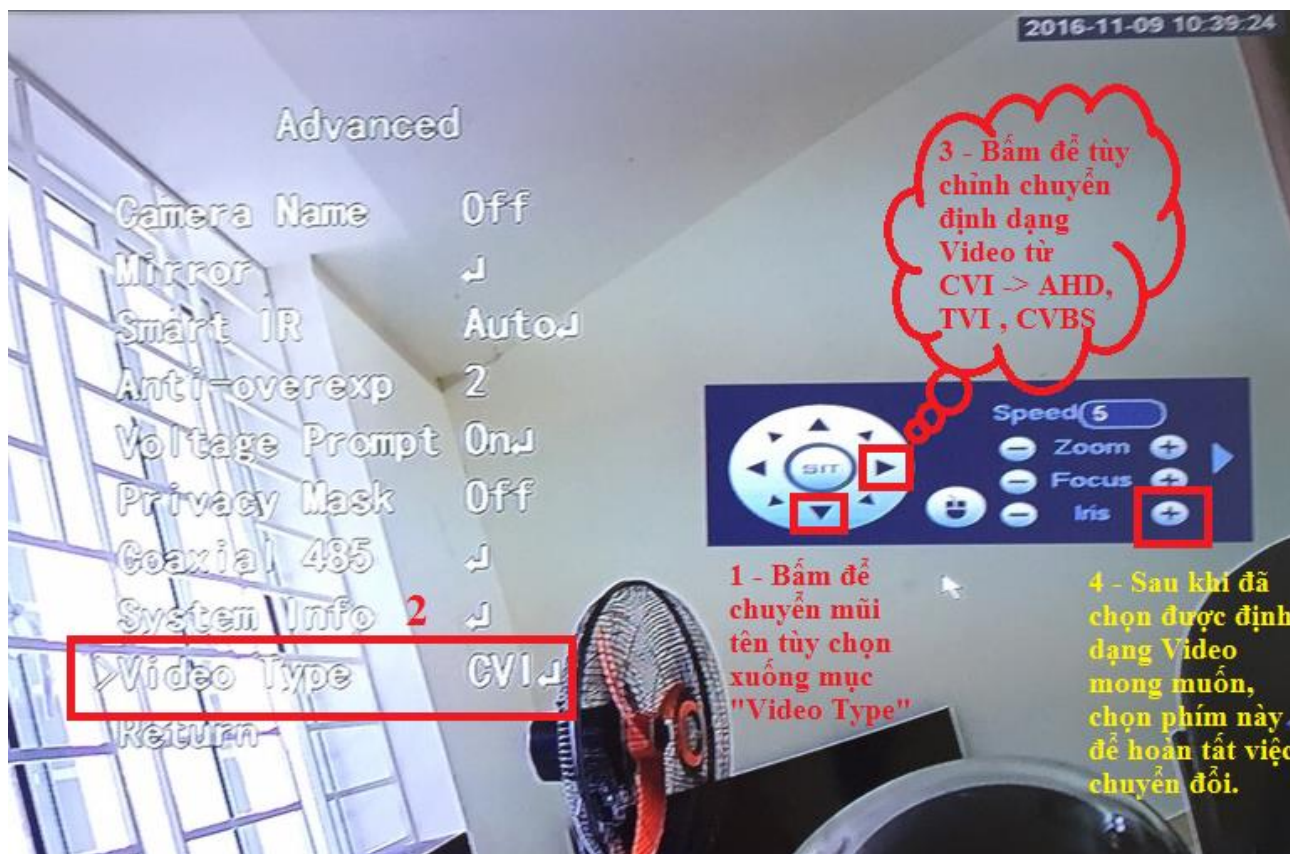 2016-11-09 10:39:24
Advanced
Camera Name Off
Mirror
Smart IR Auto
Anti-overexp 2
Voltage Prompt On
Privacy Mask Off
Coaxial 485
System Info
2
Video Type CVI
Return
3 - Bấm để tùy
chỉnh chuyển
định dạng
Video từ
CVI -> AHD,
TVI , CVBS
Speed 5
Zoom
Focus
Iris
SIT
1 - Bấm để
chuyển mũi
tên tùy chọn
xuống mục
"Video Type"
4 - Sau khi đã
chọn được định
dạng Video
mong muốn,
chọn phím này
để hoàn tất việc
chuyển đổi.